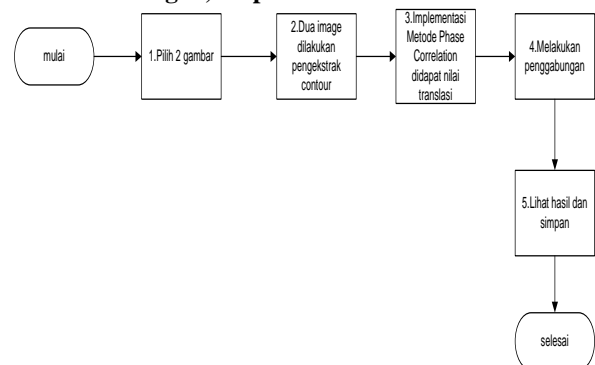 mulai
1.Pilih 2 gambar
2.Dua image
dilakukan
pengekstrak
contour
3.Implementasi
Metode Phase
Correlation
didapat nilai
translasi
4.Melakukan
penggabungan
5.Lihat hasil dan
simpan
selesai